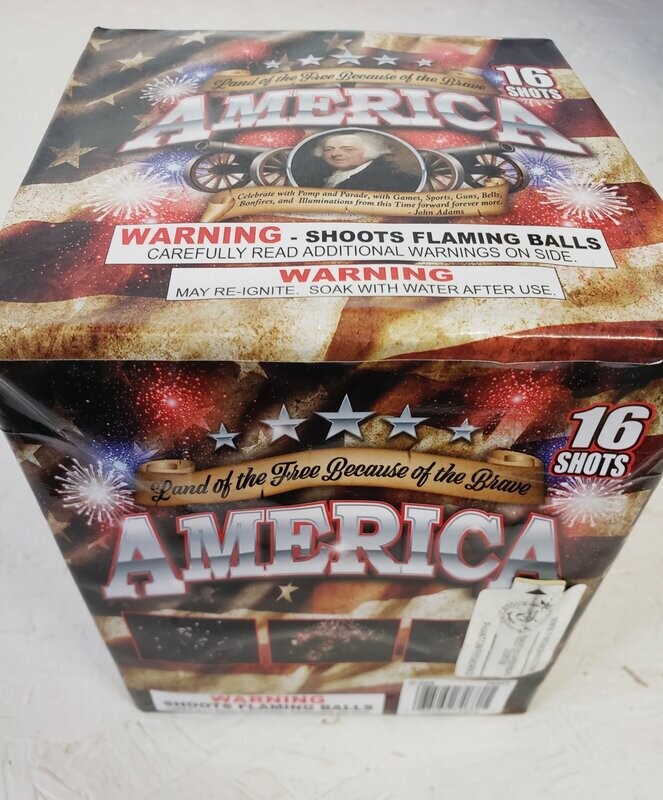 Land of the Free Because of the Brave
16
SHOTS
AMERICA
Celebrate with Pomp and Parade, with Games, Sports, Guns, Bells,
Bonfires, and Illuminations from this Time forward forever more.
- John Adams
WARNING - SHOOTS FLAMING BALLS
CAREFULLY READ ADDITIONAL WARNINGS ON SIDE.
WARNING
MAY RE-IGNITE. SOAK WITH WATER AFTER USE.
16
SHOTS
Land of the Free Because of the Brave
AMERICA
WARNING
SHOOTS FLAMING BALLS